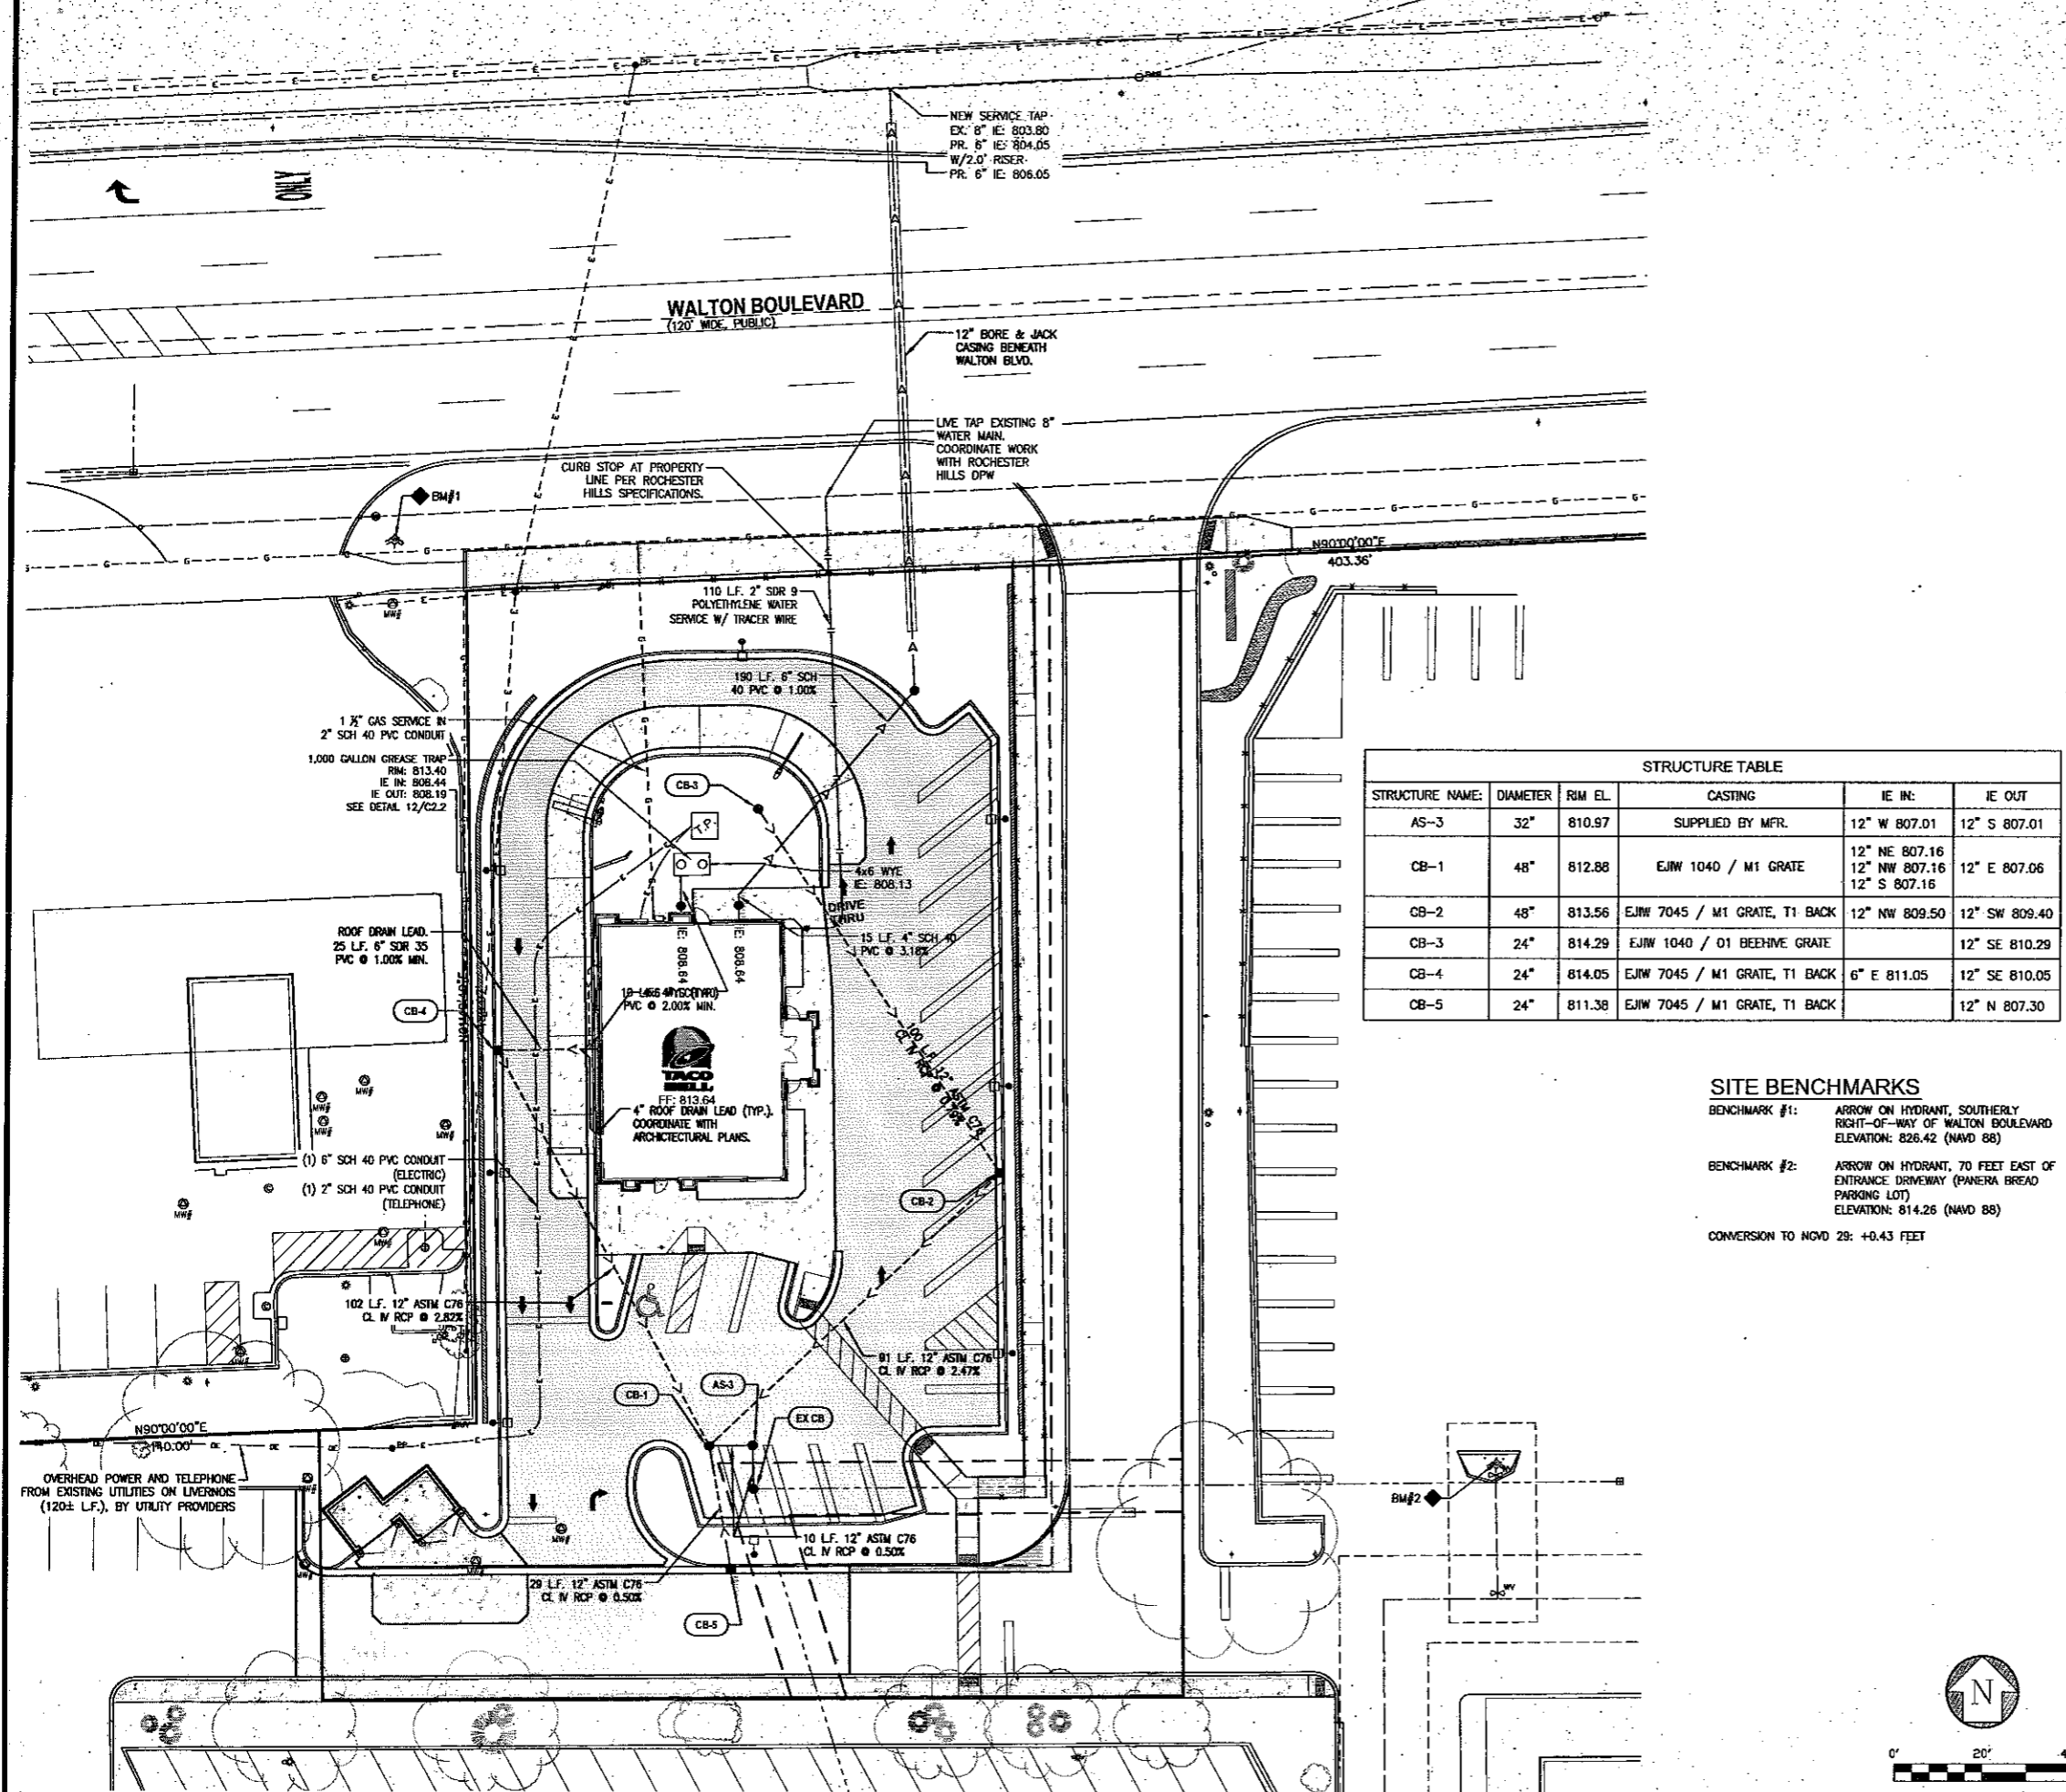 NEW SERVICE TAP
EX. 8" IE: 803.80
PR. 6" IE: 804.05
W/2.0' RISER
PR. 6" IE: 806.05
ONLY
WALTON BOULEVARD
(120' WIDE, PUBLIC)
12" BORE & JACK
CASING BENEATH
WALTON BLVD.
LIVE TAP EXISTING 8"
WATER MAIN.
COORDINATE WORK
WITH ROCHESTER
HILLS DPW
CURB STOP AT PROPERTY
LINE PER ROCHESTER
HILLS SPECIFICATIONS.
BM#1
N90°00'00"E
403.36'
110 L.F. 2" SDR 9
POLYETHYLENE WATER
SERVICE W/ TRACER WIRE
190 L.F. 6" SCH
40 PVC @ 1.00%
1 ½" GAS SERVICE IN
2" SCH 40 PVC CONDUIT
1,000 GALLON GREASE TRAP
RIM: 813.40
IE IN: 808.44
IE OUT: 808.19
SEE DETAIL 12/C2.2
CB-3
T.P.
4x6 WYE
IE: 808.13
DRIVE
THRU
15 L.F. 4" SCH 40
PVC @ 3.18%
IE: 808.64
IE: 808.64
ROOF DRAIN LEAD.
25 L.F. 6" SDR 35
PVC @ 1.00% MIN.
PVC @ 2.00% MIN.
CB-4
TACO
BELL
FF: 813.64
4" ROOF DRAIN LEAD (TYP.).
COORDINATE WITH
ARCHICTECTURAL PLANS.
100 L.F. 12" ASTM C76
CL IV RCP @ 0.79%
(1) 6" SCH 40 PVC CONDUIT
(ELECTRIC)
(1) 2" SCH 40 PVC CONDUIT
(TELEPHONE)
CB-2
102 L.F. 12" ASTM C76
CL IV RCP @ 2.82%
91 L.F. 12" ASTM C76
CL IV RCP @ 2.47%
CB-1
AS-3
EX CB
N90°00'00"E
140.00'
OVERHEAD POWER AND TELEPHONE
FROM EXISTING UTILITIES ON LIVERNOIS
(120± L.F.), BY UTILITY PROVIDERS
10 L.F. 12" ASTM C76
CL IV RCP @ 0.50%
29 L.F. 12" ASTM C76
CL IV RCP @ 0.50%
CB-5
BM#2
WV
STRUCTURE TABLE
STRUCTURE NAME: DIAMETER RIM EL. CASTING IE IN: IE OUT
AS-3 32" 810.97 SUPPLIED BY MFR. 12" W 807.01 12" S 807.01
CB-1 48" 812.88 EJIW 1040 / M1 GRATE 12" NE 807.16 12" NW 807.16 12" S 807.16 12" E 807.06
CB-2 48" 813.56 EJIW 7045 / M1 GRATE, T1 BACK 12" NW 809.50 12" SW 809.40
CB-3 24" 814.29 EJIW 1040 / 01 BEEHIVE GRATE 12" SE 810.29
CB-4 24" 814.05 EJIW 7045 / M1 GRATE, T1 BACK 6" E 811.05 12" SE 810.05
CB-5 24" 811.38 EJIW 7045 / M1 GRATE, T1 BACK 12" N 807.30
SITE BENCHMARKS
BENCHMARK #1: ARROW ON HYDRANT, SOUTHERLY
RIGHT-OF-WAY OF WALTON BOULEVARD
ELEVATION: 826.42 (NAVD 88)
BENCHMARK #2: ARROW ON HYDRANT, 70 FEET EAST OF
ENTRANCE DRIVEWAY (PANERA BREAD
PARKING LOT)
ELEVATION: 814.26 (NAVD 88)
CONVERSION TO NGVD 29: +0.43 FEET
N
0' 20'